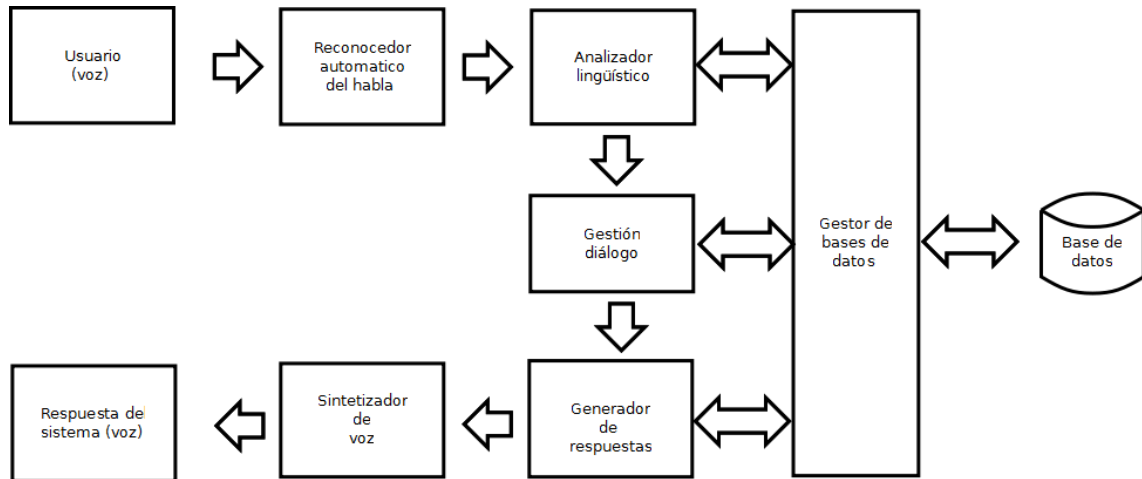 Usuario
(voz)
Reconocedor
automatico
del habla
Analizador
lingüístico
Gestión
diálogo
Gestor de
bases de
datos
Base de
datos
Respuesta del
sistema (voz)
Sintetizador
de
voz
Generador
de
respuestas